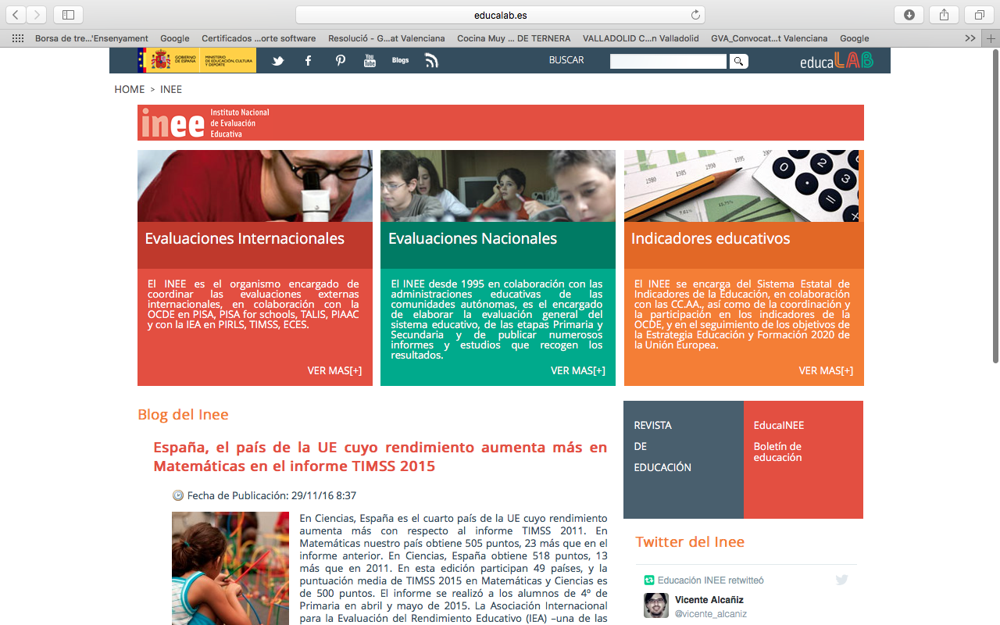 educalab.es
Borsa de tre...'Ensenyament
Google
Certificados ...orte software
Resolució - G...at Valenciana
Cocina Muy ... DE TERNERA
VALLADOLID C...n Valladolid
GVA_Convocat...t Valenciana
Google
>>
GOBIERNO
DE ESPAÑA
MINISTERIO
DE EDUCACIÓN, CULTURA
Y DEPORTE
You
Tube
Blogs
BUSCAR
educaLAB
HOME > INEE
inee
Instituto Nacional
de Evaluación
Educativa
1980
1985
1990
1995
1995
7.61%
15.75%
0
2
3
=
×
Evaluaciones Internacionales
El INEE es el organismo encargado de
coordinar las evaluaciones externas
internacionales, en colaboración con la
OCDE en PISA, PISA for schools, TALIS, PIAAC
y con la IEA en PIRLS, TIMSS, ECES.
VER MAS[+]
Evaluaciones Nacionales
El INEE desde 1995 en colaboración con las
administraciones educativas de las
comunidades autónomas, es el encargado
de elaborar la evaluación general del
sistema educativo, de las etapas Primaria y
Secundaria y de publicar numerosos
informes y estudios que recogen los
resultados.
VER MAS[+]
Indicadores educativos
El INEE se encarga del Sistema Estatal de
Indicadores de la Educación, en colaboración
con las CC.AA., así como de la coordinación y
la participación en los indicadores de la
OCDE, y en el seguimiento de los objetivos de
la Estrategia Educación y Formación 2020 de
la Unión Europea.
VER MAS[+]
Blog del Inee
España, el país de la UE cuyo rendimiento aumenta más en
Matemáticas en el informe TIMSS 2015
Fecha de Publicación: 29/11/16 8:37
En Ciencias, España es el cuarto país de la UE cuyo rendimiento
aumenta más con respecto al informe TIMSS 2011. En
Matemáticas nuestro país obtiene 505 puntos, 23 más que en el
informe anterior. En Ciencias, España obtiene 518 puntos, 13
más que en 2011. En esta edición participan 49 países, y la
puntuación media de TIMSS 2015 en Matemáticas y Ciencias es
de 500 puntos. El informe se realizó a los alumnos de 4º de
Primaria en abril y mayo de 2015. La Asociación Internacional
para la Evaluación del Rendimiento Educativo (IEA) –una de las
REVISTA
DE
EDUCACIÓN
EducaINEE
Boletín de
educación
Twitter del Inee
Educación INEE retwitteó
Vicente Alcañiz
@vicente_alcaniz